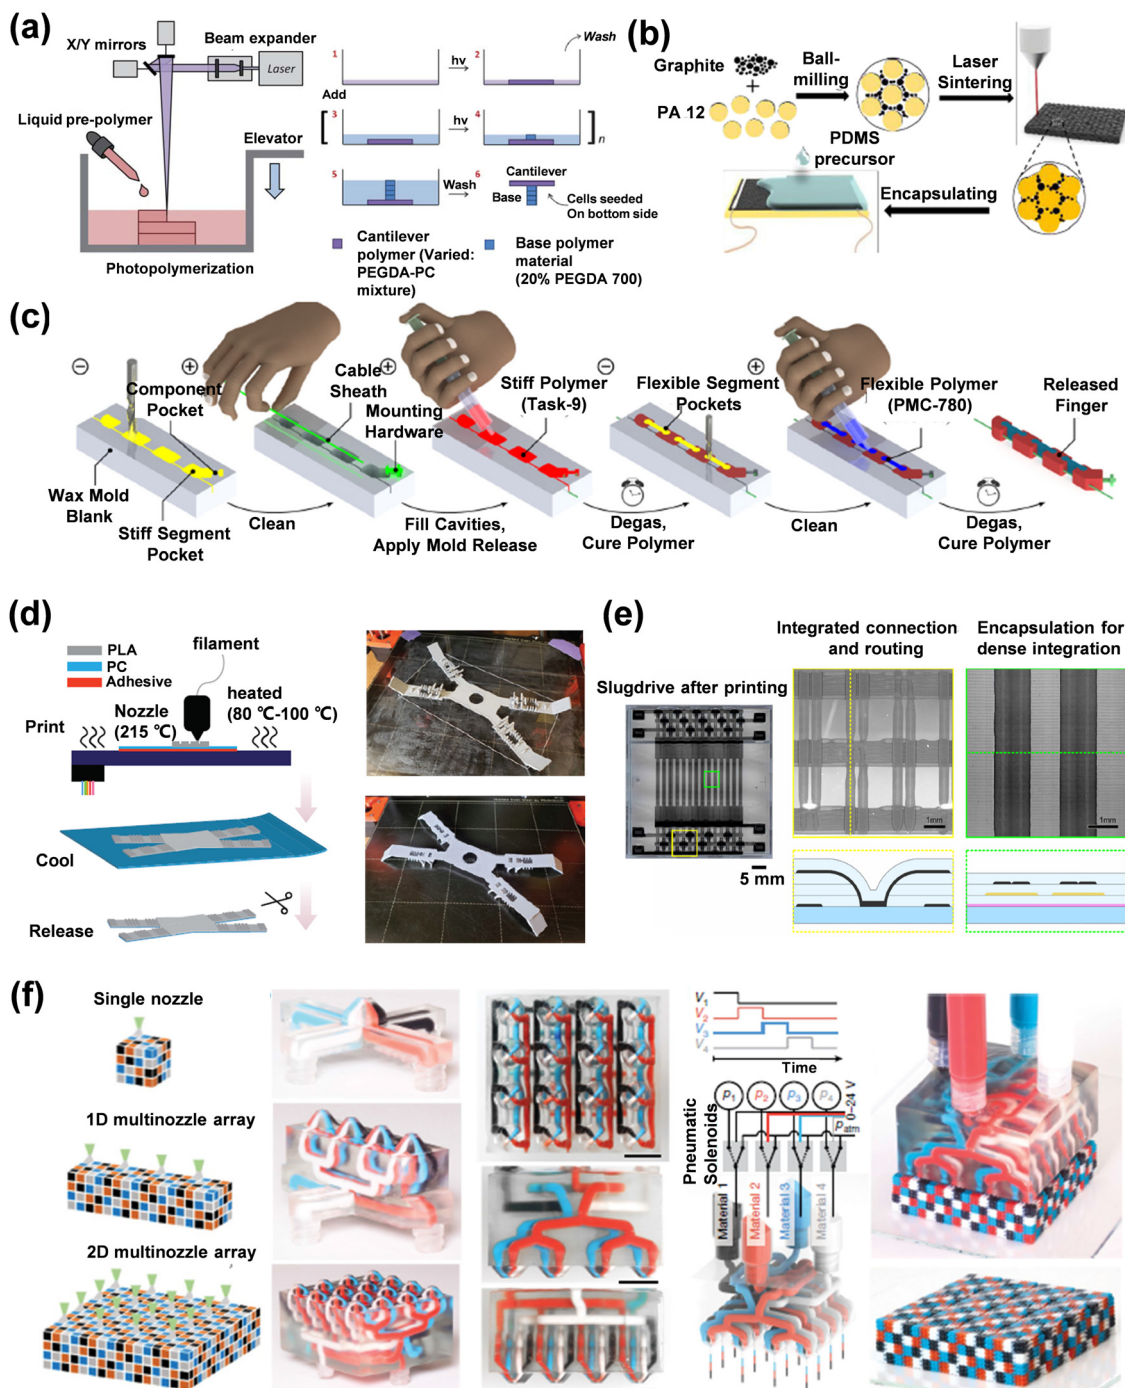 (a)
X/Y mirrors
Beam expander
Laser
Liquid pre-polymer
Elevator
Photopolymerization
1
hν
2
Wash
Add
3
hν
4
n
5
Wash
6
Cantilever
Base
Cells seeded
On bottom side
Cantilever
polymer (Varied:
PEGDA-PC
mixture)
Base polymer
material
(20% PEGDA 700)
(b)
Graphite
+
PA 12
Ball-
milling
Laser
Sintering
PDMS
precursor
Encapsulating
(c)
Component
Pocket
Cable
Sheath
Mounting
Hardware
Stiff Polymer
(Task-9)
Flexible Segment
Pockets
Flexible Polymer
(PMC-780)
Released
Finger
Wax Mold
Blank
Stiff Segment
Pocket
Clean
Fill Cavities,
Apply Mold Release
Degas,
Cure Polymer
Clean
Degas,
Cure Polymer
(d)
PLA
PC
Adhesive
filament
Print
Nozzle
(215 ℃)
heated
(80 ℃-100 ℃)
Cool
Release
(e)
Slugdrive after printing
5 mm
Integrated connection
and routing
1mm
Encapsulation for
dense integration
1mm
(f)
Single nozzle
1D multinozzle array
2D multinozzle array
V1
V2
V3
V4
Time
p1
p2
p3
p4
0–24 V
patm
Pneumatic
Solenoids
Material 1
Material 2
Material 3
Material 4